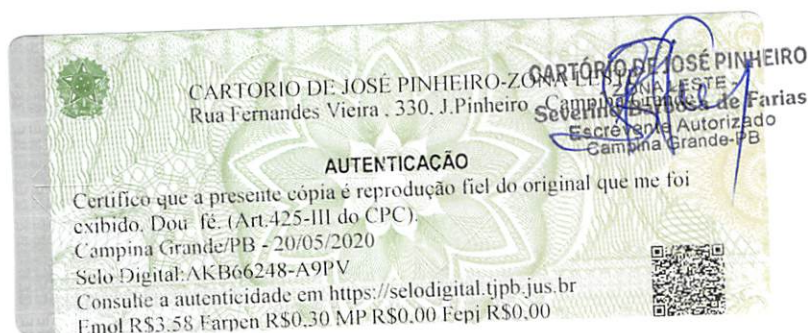 CARTORIO DE JOSÉ PINHEIRO-ZONA LESTE
Rua Fernandes Vieira , 330, J.Pinheiro , Campina
CARTÓRIO DE JOSÉ PINHEIRO
ZONA LESTE
de Farias
Escrevente Autorizado
Campina Grande-PB
AUTENTICAÇÃO
Certifico que a presente cópia é reprodução fiel do original que me foi
exibido. Dou fé. (Art.425-III do CPC).
Campina Grande/PB - 20/05/2020
Selo Digital:AKB66248-A9PV
Consulte a autenticidade em https://selodigital.tjpb.jus.br
Emol R$3,58 Farpen R$0,30 MP R$0,00 Fepj R$0,00